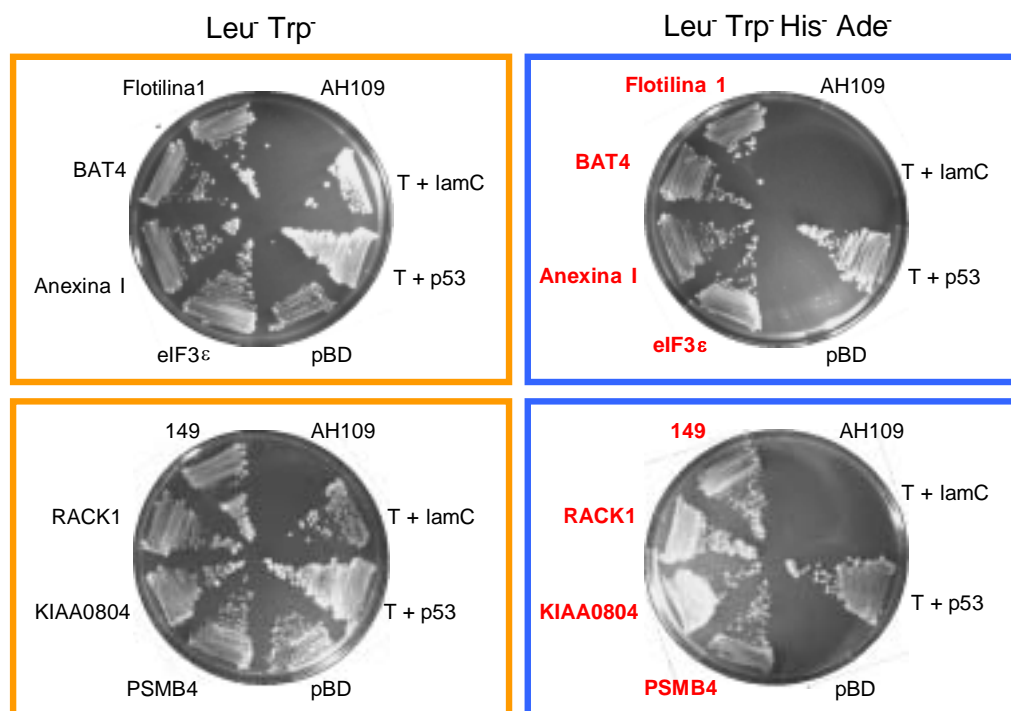 Leu⁻ Trp⁻
Leu⁻ Trp⁻ His⁻ Ade⁻
Flotilina1
AH109
BAT4
T + lamC
Anexina I
T + p53
eIF3ε
pBD
Flotilina 1
AH109
BAT4
T + lamC
Anexina I
T + p53
eIF3ε
pBD
149
AH109
RACK1
T + lamC
KIAA0804
T + p53
PSMB4
pBD
149
AH109
RACK1
T + lamC
KIAA0804
T + p53
PSMB4
pBD